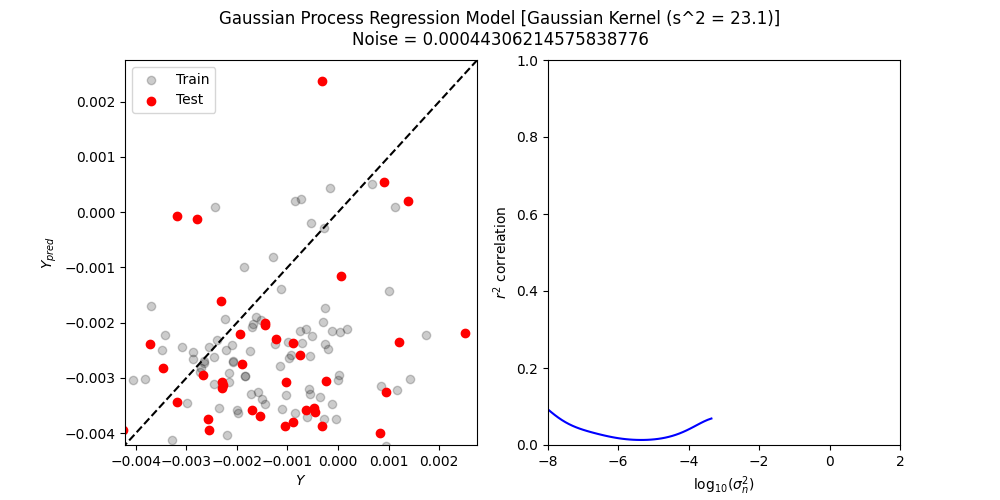 Gaussian Process Regression Model [Gaussian Kernel (s^2 = 23.1)]
Noise = 0.00044306214575838776
Train
Test
0.002
0.001
0.000
−0.001
−0.002
−0.003
−0.004
Y_pred
−0.004 −0.003 −0.002 −0.001 0.000 0.001 0.002
Y
1.0
0.8
0.6
0.4
0.2
0.0
r² correlation
−8 −6 −4 −2 0 2
log₁₀(σ²ₙ)